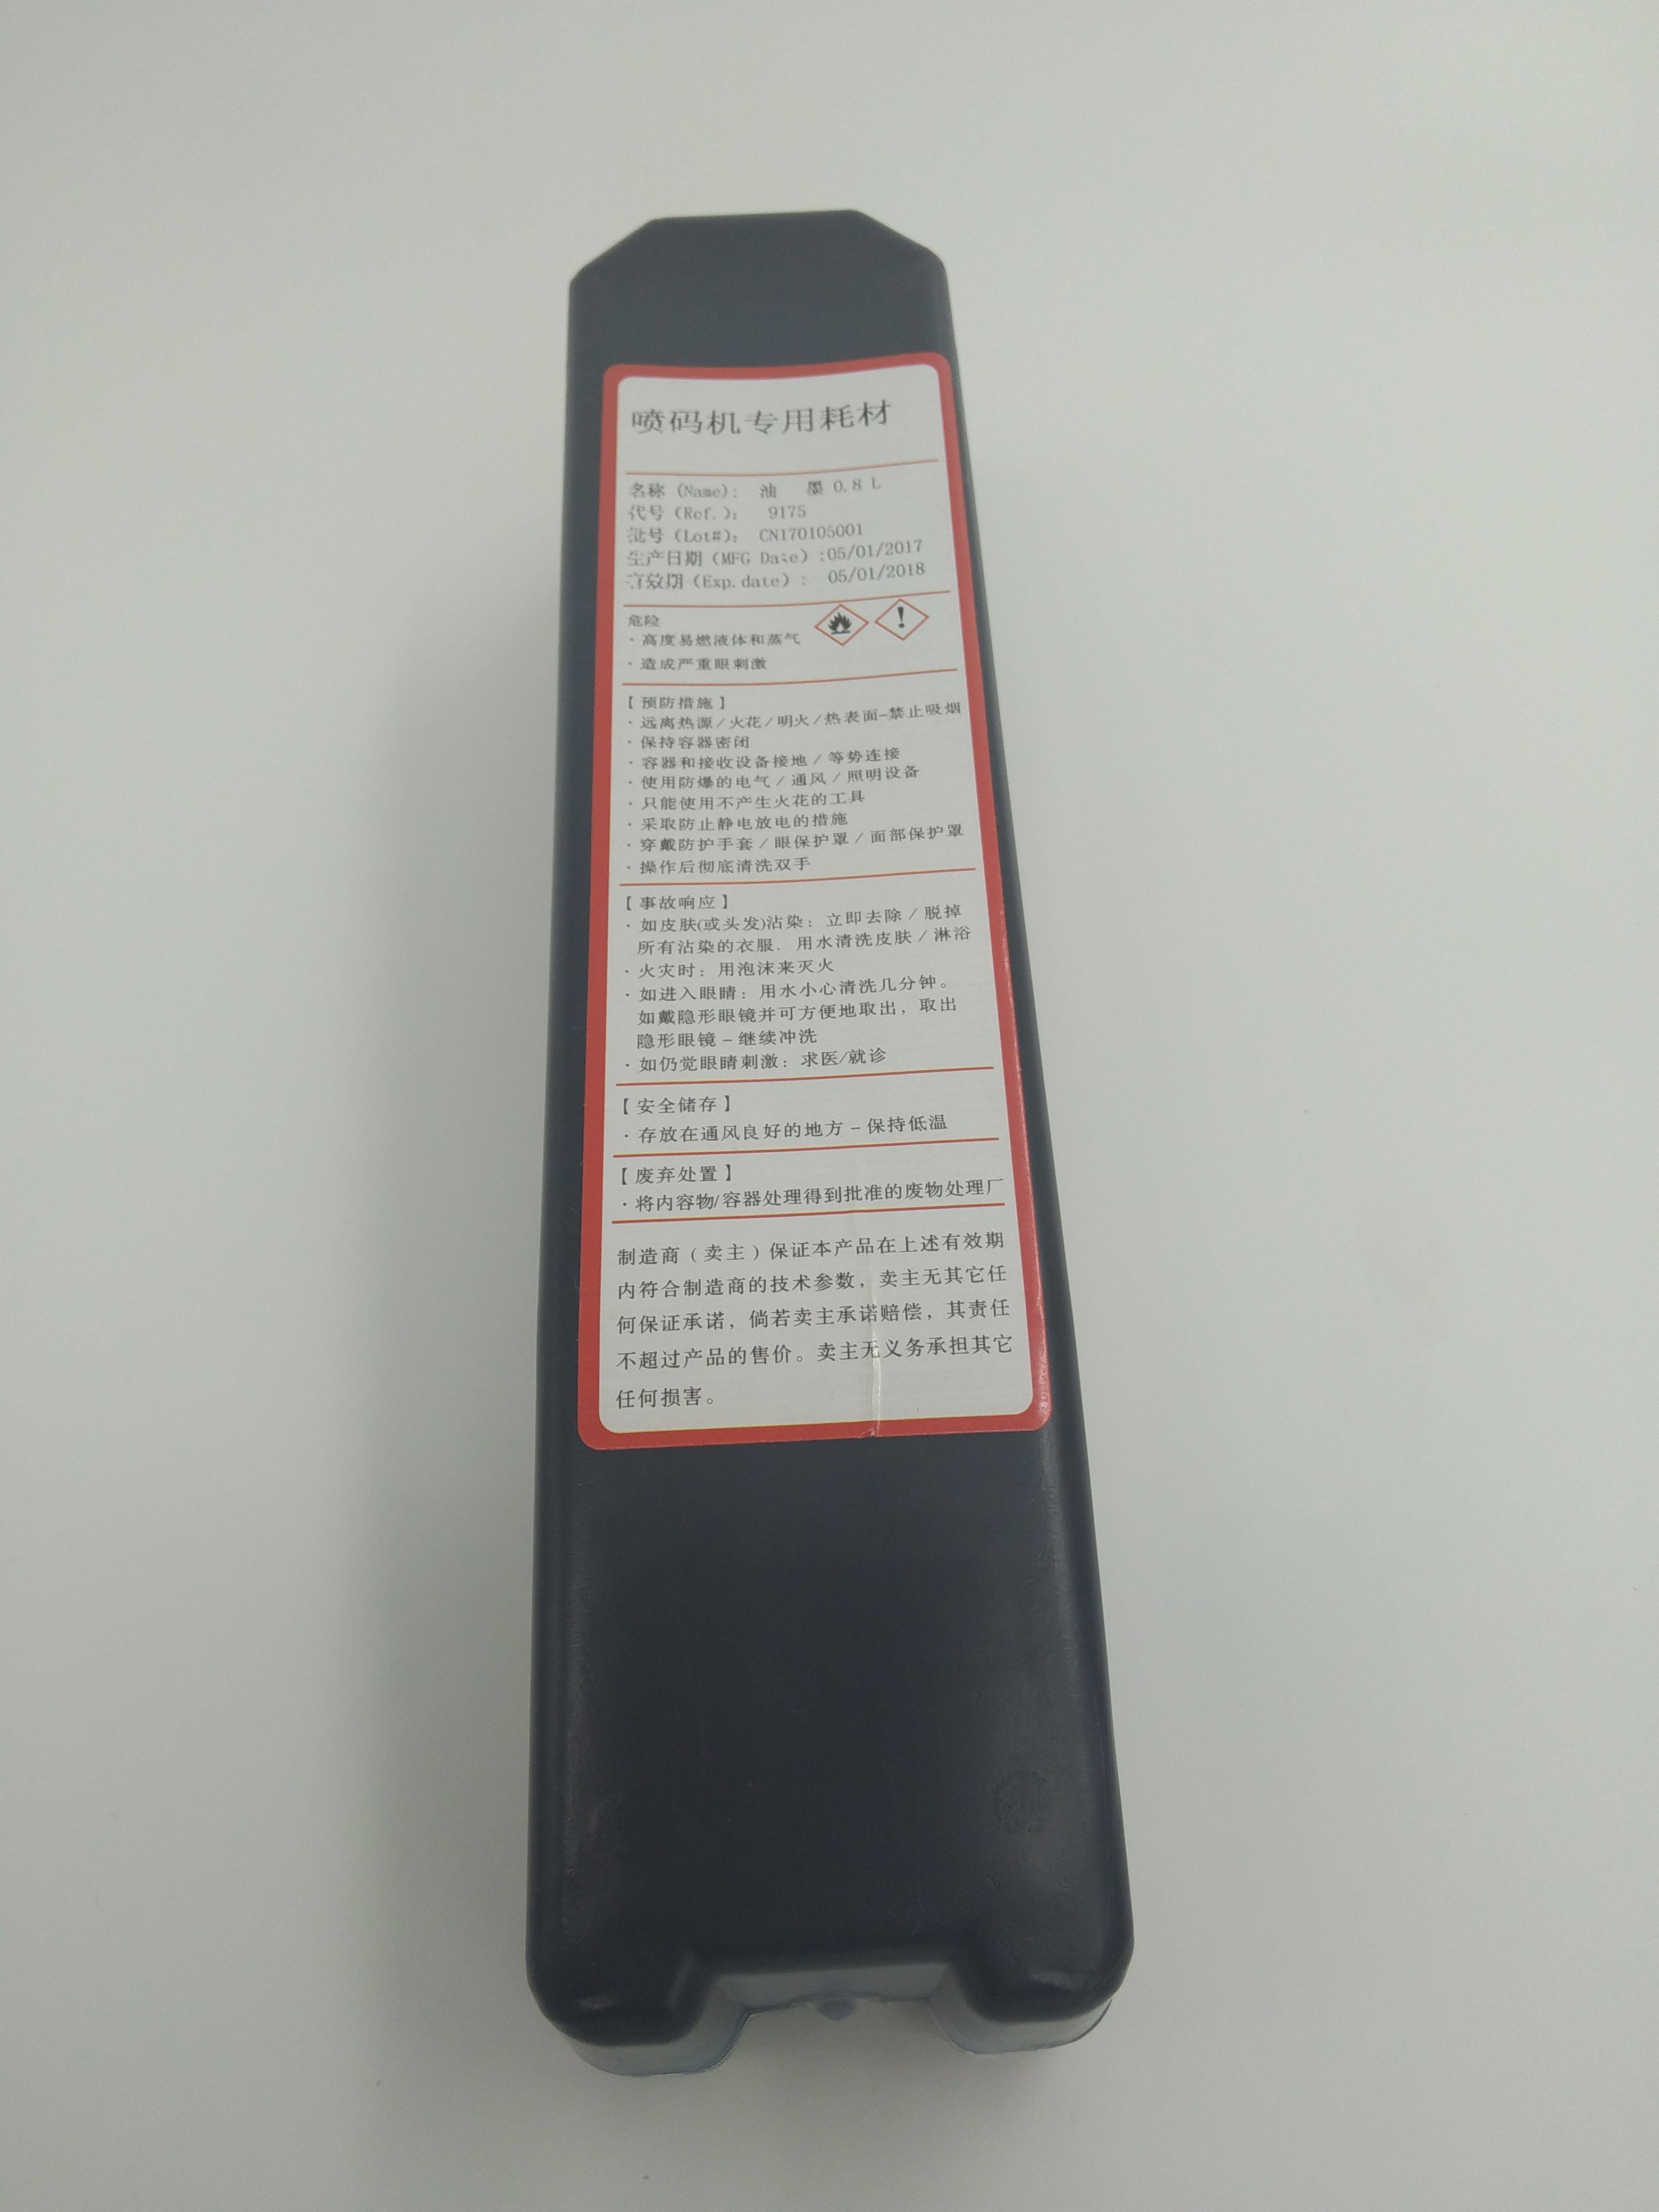 喷码机专用耗材
名称（Name）： 油 墨 0.8 L
代号（Ref.）： 9175
批号（Lot#）： CN170105001
生产日期（MFG Date）:05/01/2017
有效期（Exp.date）： 05/01/2018
危险
· 高度易燃液体和蒸气
· 造成严重眼刺激
【预防措施】
· 远离热源／火花／明火／热表面－禁止吸烟
· 保持容器密闭
· 容器和接收设备接地／等势连接
· 使用防爆的电气／通风／照明设备
· 只能使用不产生火花的工具
· 采取防止静电放电的措施
· 穿戴防护手套／眼保护罩／面部保护罩
· 操作后彻底清洗双手
【事故响应】
· 如皮肤(或头发)沾染：立即去除／脱掉
所有沾染的衣服．用水清洗皮肤／淋浴
· 火灾时：用泡沫来灭火
· 如进入眼睛：用水小心清洗几分钟。
如戴隐形眼镜并可方便地取出，取出
隐形眼镜－继续冲洗
· 如仍觉眼睛刺激：求医/就诊
【安全储存】
· 存放在通风良好的地方－保持低温
【废弃处置】
· 将内容物/容器处理得到批准的废物处理厂
制造商（卖主）保证本产品在上述有效期
内符合制造商的技术参数，卖主无其它任
何保证承诺，倘若卖主承诺赔偿，其责任
不超过产品的售价。卖主无义务承担其它
任何损害。